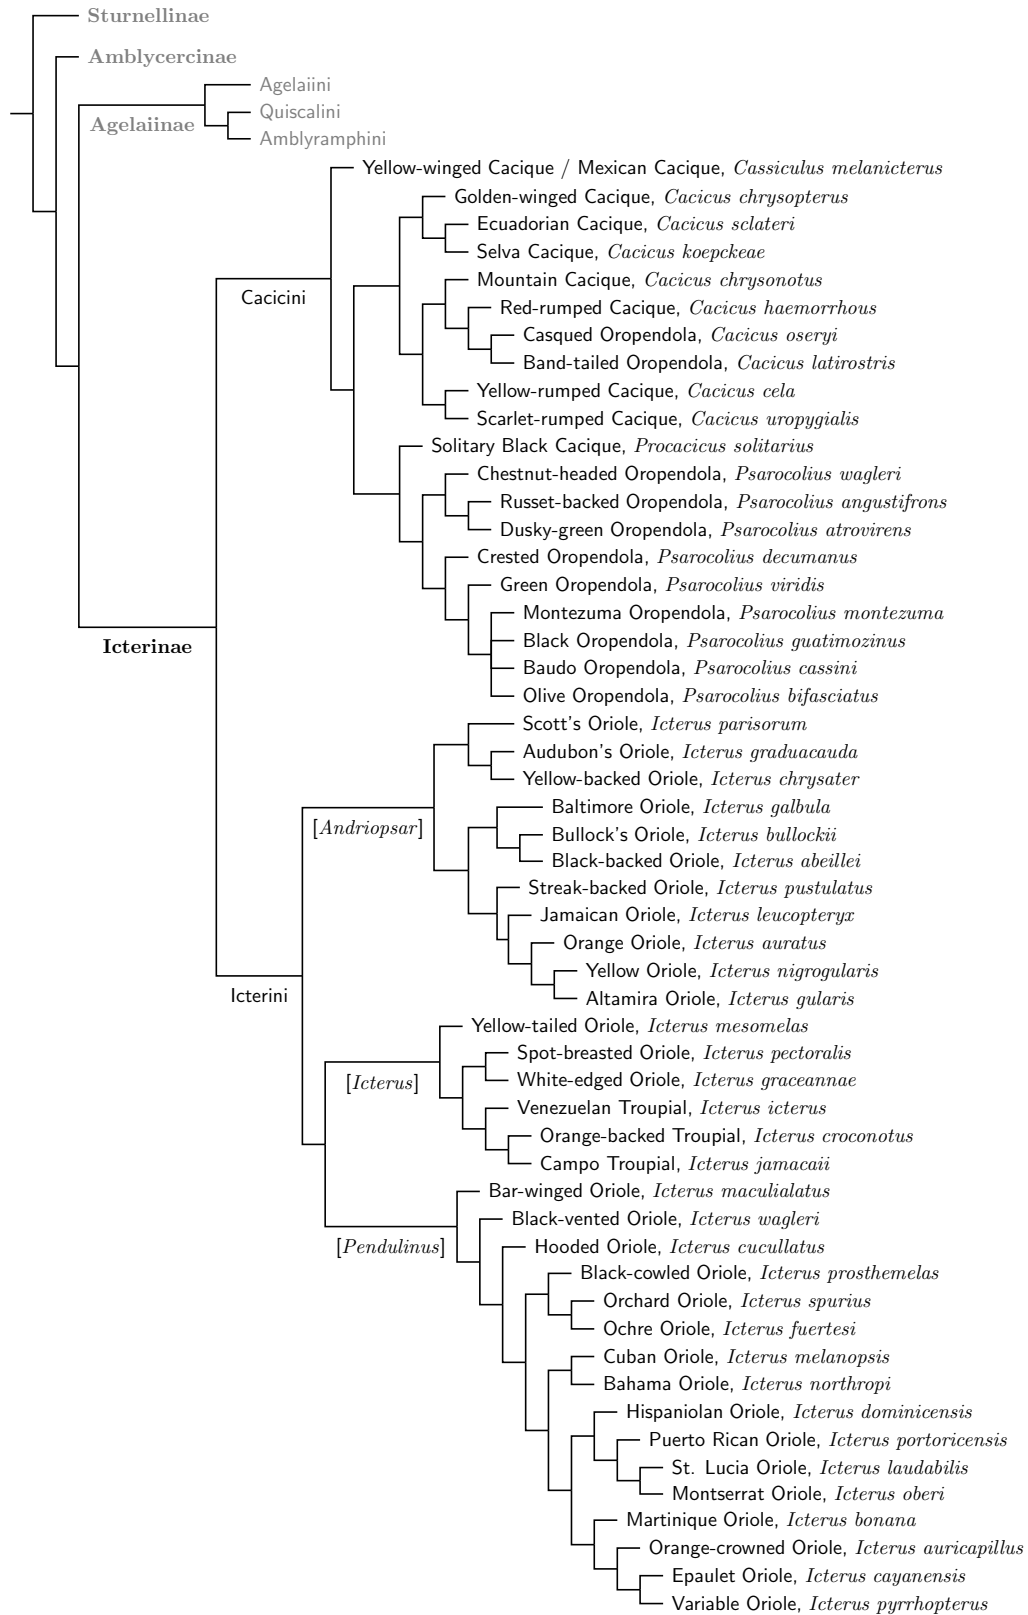 Sturnellinae
Amblycercinae
Agelaiini
Quiscalini
Agelaiinae
Amblyramphini
Yellow-winged Cacique / Mexican Cacique, Cassiculus melanicterus
Golden-winged Cacique, Cacicus chrysopterus
Ecuadorian Cacique, Cacicus sclateri
Selva Cacique, Cacicus koepckeae
Mountain Cacique, Cacicus chrysonotus
Cacicini
Red-rumped Cacique, Cacicus haemorrhous
Casqued Oropendola, Cacicus oseryi
Band-tailed Oropendola, Cacicus latirostris
Yellow-rumped Cacique, Cacicus cela
Scarlet-rumped Cacique, Cacicus uropygialis
Solitary Black Cacique, Procacicus solitarius
Chestnut-headed Oropendola, Psarocolius wagleri
Russet-backed Oropendola, Psarocolius angustifrons
Dusky-green Oropendola, Psarocolius atrovirens
Crested Oropendola, Psarocolius decumanus
Green Oropendola, Psarocolius viridis
Montezuma Oropendola, Psarocolius montezuma
Black Oropendola, Psarocolius guatimozinus
Icterinae
Baudo Oropendola, Psarocolius cassini
Olive Oropendola, Psarocolius bifasciatus
Scott's Oriole, Icterus parisorum
Audubon's Oriole, Icterus graduacauda
Yellow-backed Oriole, Icterus chrysater
Baltimore Oriole, Icterus galbula
[Andriopsar]
Bullock's Oriole, Icterus bullockii
Black-backed Oriole, Icterus abeillei
Streak-backed Oriole, Icterus pustulatus
Jamaican Oriole, Icterus leucopteryx
Orange Oriole, Icterus auratus
Yellow Oriole, Icterus nigrogularis
Icterini
Altamira Oriole, Icterus gularis
Yellow-tailed Oriole, Icterus mesomelas
Spot-breasted Oriole, Icterus pectoralis
[Icterus]
White-edged Oriole, Icterus graceannae
Venezuelan Troupial, Icterus icterus
Orange-backed Troupial, Icterus croconotus
Campo Troupial, Icterus jamacaii
Bar-winged Oriole, Icterus maculialatus
Black-vented Oriole, Icterus wagleri
[Pendulinus]
Hooded Oriole, Icterus cucullatus
Black-cowled Oriole, Icterus prosthemelas
Orchard Oriole, Icterus spurius
Ochre Oriole, Icterus fuertesi
Cuban Oriole, Icterus melanopsis
Bahama Oriole, Icterus northropi
Hispaniolan Oriole, Icterus dominicensis
Puerto Rican Oriole, Icterus portoricensis
St. Lucia Oriole, Icterus laudabilis
Montserrat Oriole, Icterus oberi
Martinique Oriole, Icterus bonana
Orange-crowned Oriole, Icterus auricapillus
Epaulet Oriole, Icterus cayanensis
Variable Oriole, Icterus pyrrhopterus